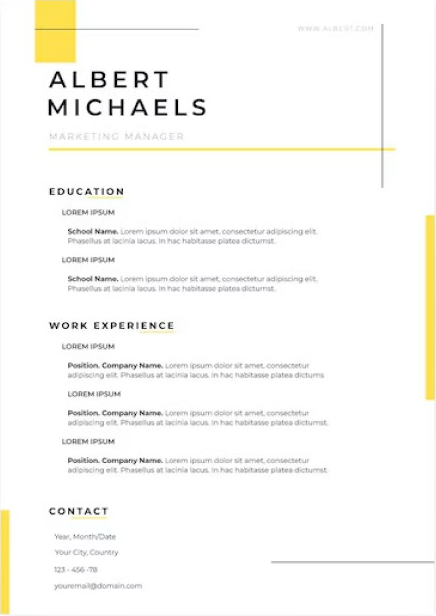 WWW.ALBERT.COM
ALBERT
MICHAELS
MARKETING MANAGER
EDUCATION
LOREM IPSUM
School Name. Lorem ipsum dolor sit amet, consectetur adipiscing elit.
Phasellus at lacinia lacus. In hac habitasse platea dictumst.
LOREM IPSUM
School Name. Lorem ipsum dolor sit amet, consectetur adipiscing elit.
Phasellus at lacinia lacus. In hac habitasse platea dictumst.
WORK EXPERIENCE
LOREM IPSUM
Position. Company Name. Lorem ipsum dolor sit amet, consectetur
adipiscing elit. Phasellus at lacinia lacus. In hac habitasse platea dictums
LOREM IPSUM
Position. Company Name. Lorem ipsum dolor sit amet, consectetur
adipiscing elit. Phasellus at lacinia lacus. In hac habitasse platea dictumst.
LOREM IPSUM
Position. Company Name. Lorem ipsum dolor sit amet, consectetur
adipiscing elit. Phasellus at lacinia lacus. In hac habitasse platea dictumst.
CONTACT
Year, Month/Date
Your City, Country
123 - 456 -78
youremail@domain.com